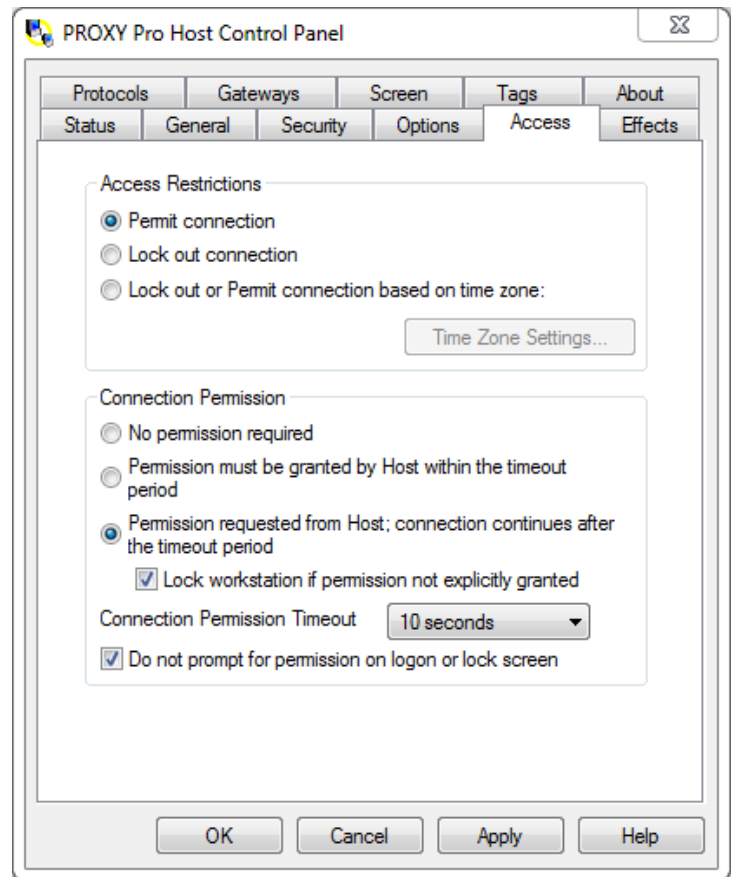 PROXY Pro Host Control Panel
Protocols Gateways Screen Tags About
Status General Security Options Access Effects
Access Restrictions
Permit connection
Lock out connection
Lock out or Permit connection based on time zone:
Time Zone Settings...
Connection Permission
No permission required
Permission must be granted by Host within the timeout
period
Permission requested from Host; connection continues after
the timeout period
Lock workstation if permission not explicitly granted
Connection Permission Timeout 10 seconds
Do not prompt for permission on logon or lock screen
OK Cancel Apply Help